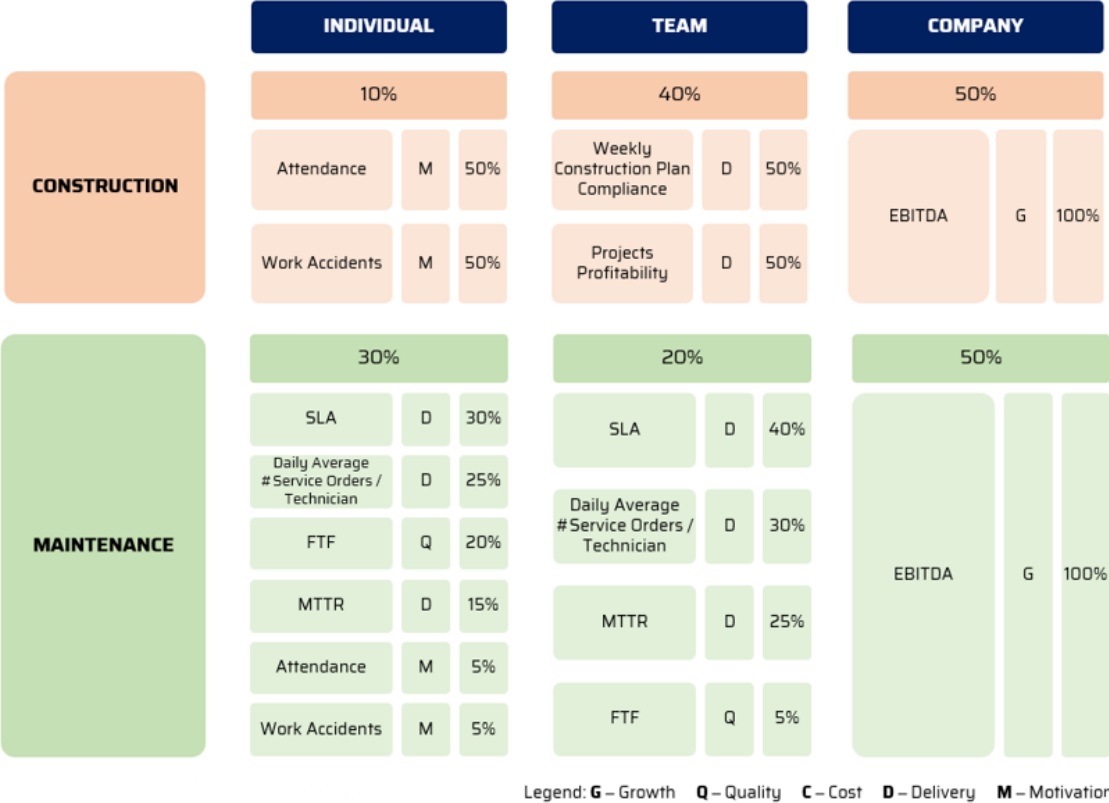 INDIVIDUAL
TEAM
COMPANY
CONSTRUCTION
10%
Attendance
M
50%
Work Accidents
M
50%
40%
Weekly
Construction Plan
Compliance
D
50%
Projects
Profitability
D
50%
50%
EBITDA
G
100%
MAINTENANCE
30%
SLA
D
30%
Daily Average
#Service Orders /
Technician
D
25%
FTF
Q
20%
MTTR
D
15%
Attendance
M
5%
Work Accidents
M
5%
20%
SLA
D
40%
Daily Average
#Service Orders /
Technician
D
30%
MTTR
D
25%
FTF
Q
5%
50%
EBITDA
G
100%
Legend: G – Growth Q – Quality C – Cost D – Delivery M – Motivation